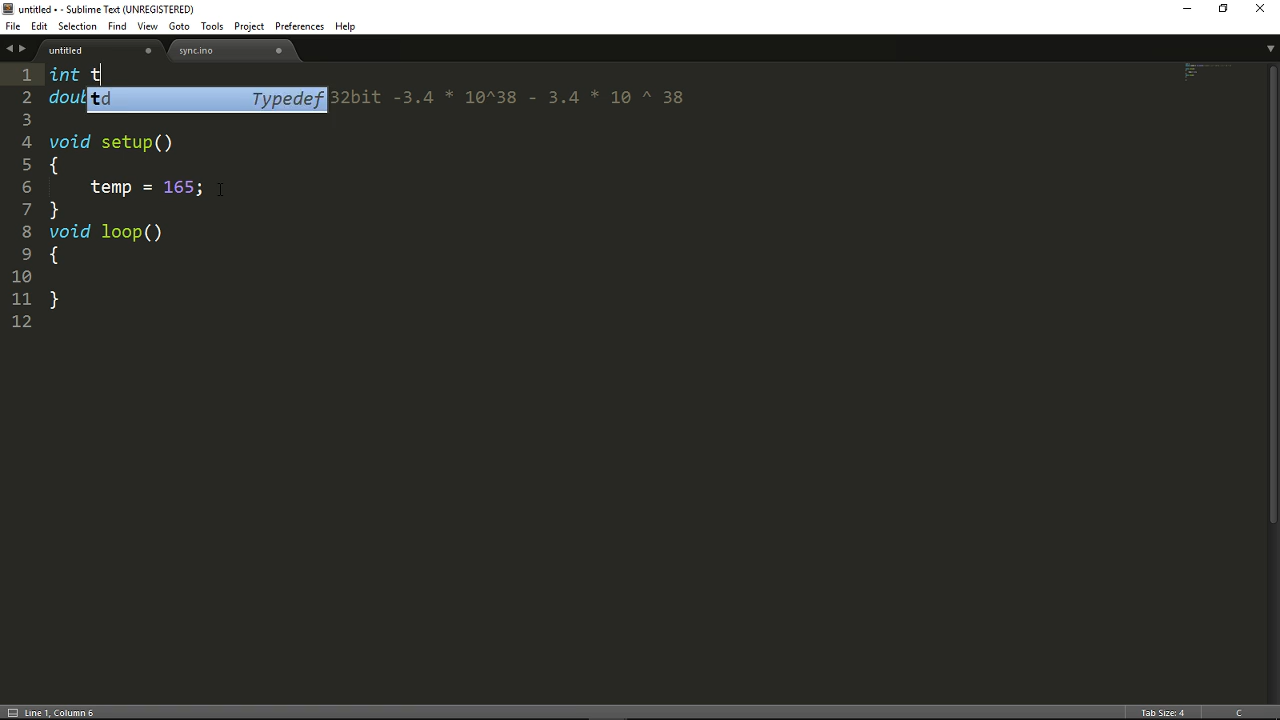 untitled • - Sublime Text (UNREGISTERED)
File Edit Selection Find View Goto Tools Project Preferences Help
untitled sync.ino
1 int t
2 doub 32bit -3.4 * 10^38 - 3.4 * 10 ^ 38
td Typedef
3
4 void setup()
5 {
6 temp = 165;
7 }
8 void loop()
9 {
10
11 }
12
Line 1, Column 6 Tab Size: 4 C